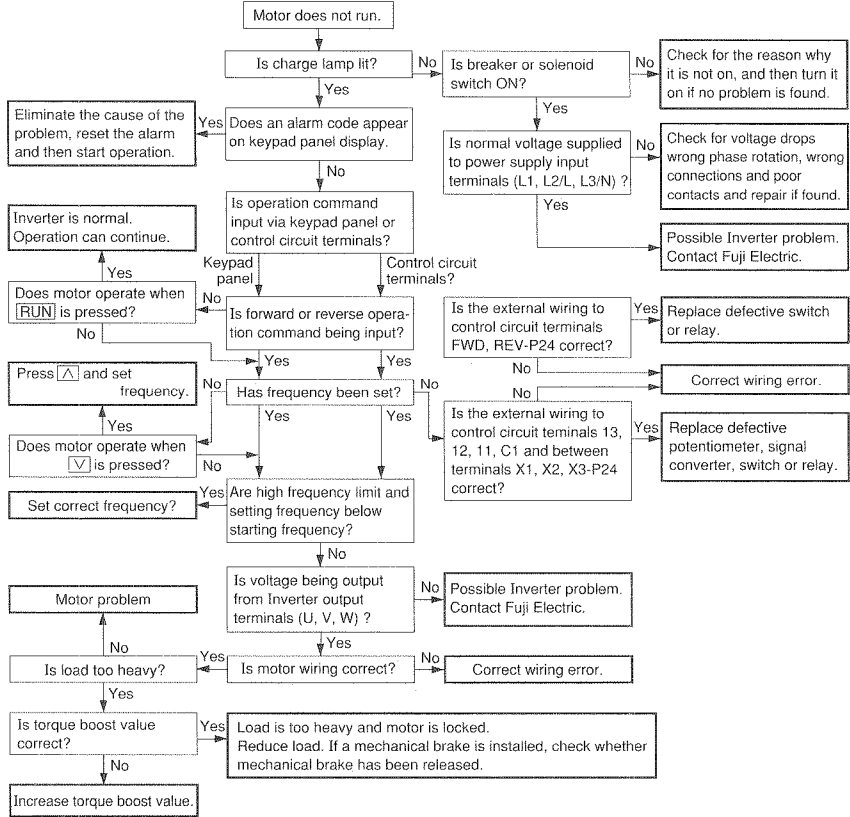 Motor does not run.
Is charge lamp lit?
No
Is breaker or solenoid
switch ON?
No
Check for the reason why
it is not on, and then turn it
on if no problem is found.
Yes
Yes
Eliminate the cause of the
problem, reset the alarm
and then start operation.
Yes
Does an alarm code appear
on keypad panel display.
Is normal voltage supplied
to power supply input
terminals (L1, L2/L, L3/N) ?
No
Check for voltage drops
wrong phase rotation, wrong
connections and poor
contacts and repair if found.
No
Yes
Is operation command
input via keypad panel or
control circuit terminals?
Inverter is normal.
Operation can continue.
Possible Inverter problem.
Contact Fuji Electric.
Yes
Keypad
panel
Control circuit
terminals?
Does motor operate when
RUN is pressed?
No
Is forward or reverse opera-
tion command being input?
Is the external wiring to
control circuit terminals
FWD, REV-P24 correct?
Yes
Replace defective switch
or relay.
No
Yes
Yes
No
Correct wiring error.
Press ∧ and set
frequency.
No
Has frequency been set?
No
No
Yes
Yes
Yes
Is the external wiring to
control circuit teminals 13,
12, 11, C1 and between
terminals X1, X2, X3-P24
correct?
Yes
Replace defective
potentiometer, signal
converter, switch or relay.
Does motor operate when
∨ is pressed?
No
Set correct frequency?
Yes
Are high frequency limit and
setting frequency below
starting frequency?
No
Is voltage being output
from Inverter output
terminals (U, V, W) ?
No
Possible Inverter problem.
Contact Fuji Electric.
Motor problem
Yes
No
Is load too heavy?
Yes
Is motor wiring correct?
No
Correct wiring error.
Yes
Is torque boost value
correct?
Yes
Load is too heavy and motor is locked.
Reduce load. If a mechanical brake is installed, check whether
mechanical brake has been released.
No
Increase torque boost value.